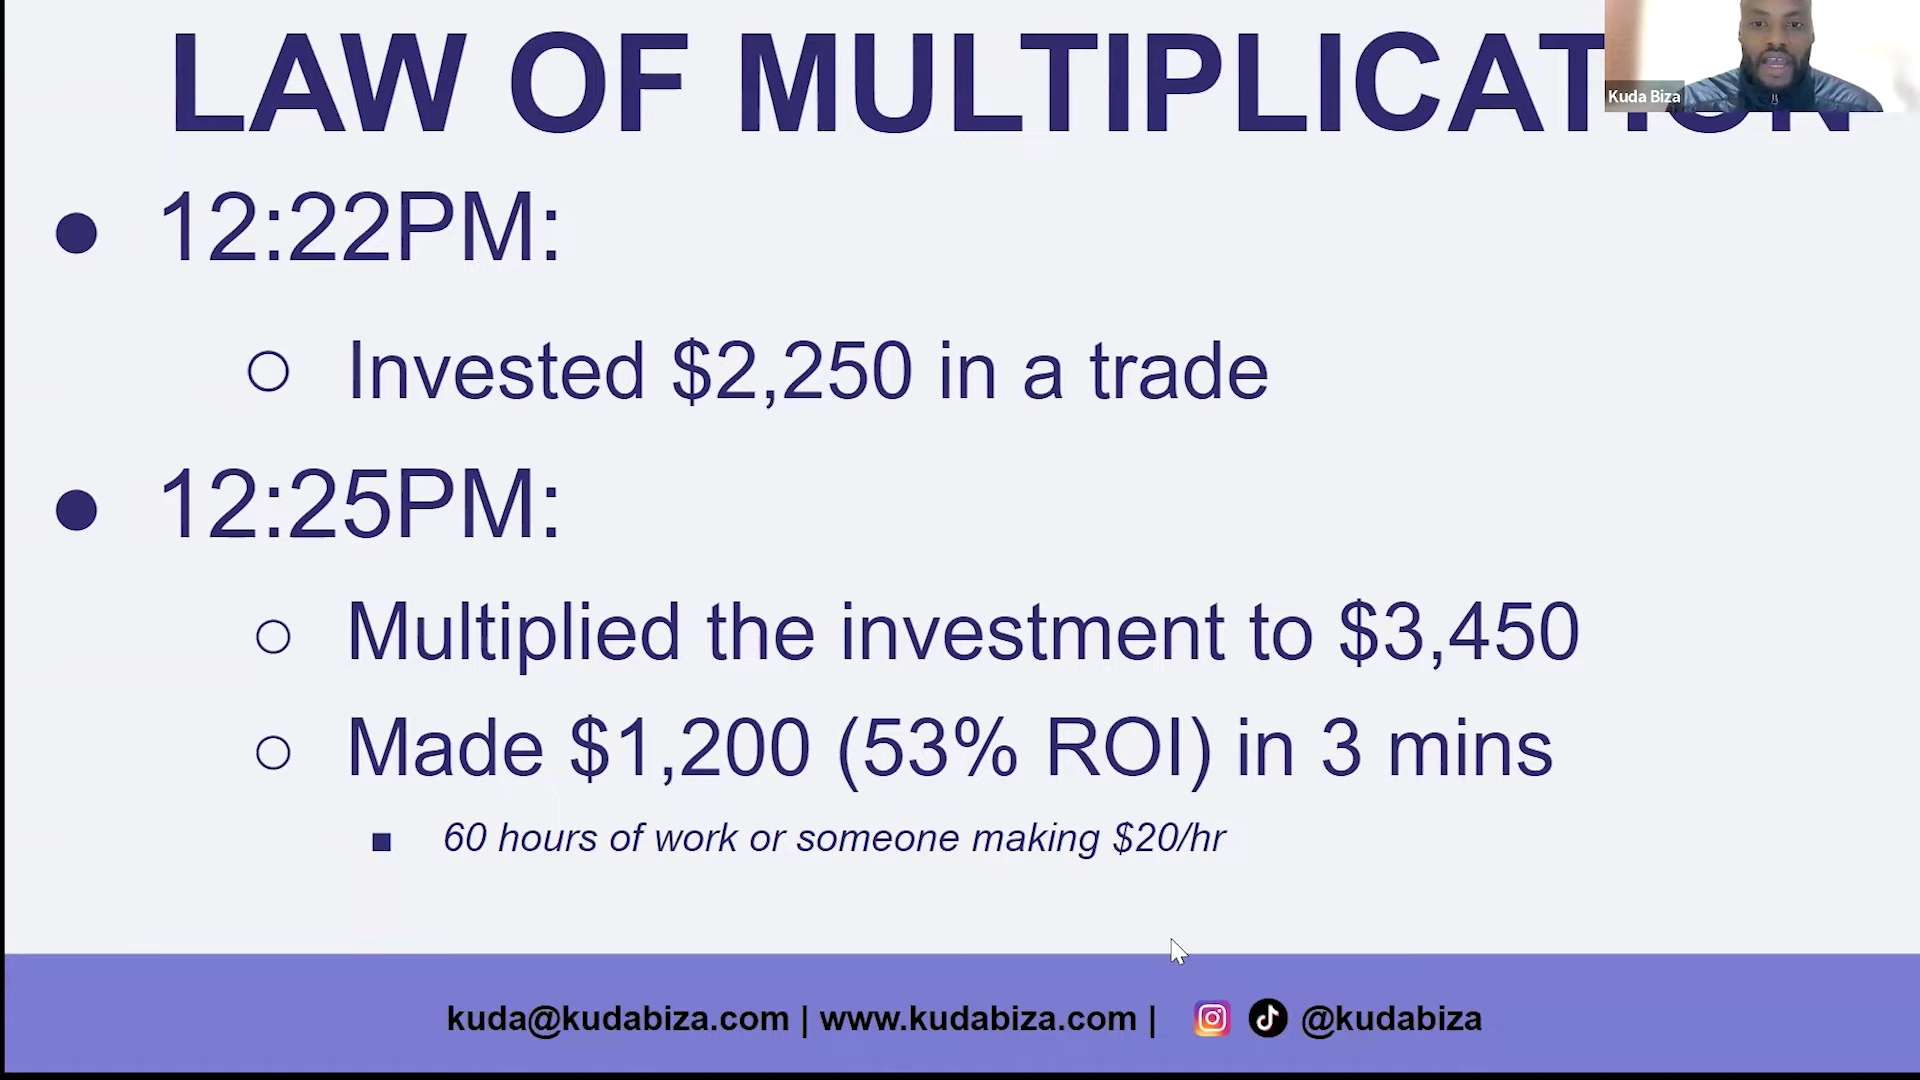 LAW OF MULTIPLICATION
Kuda Biza
● 12:22PM:
○ Invested $2,250 in a trade
● 12:25PM:
○ Multiplied the investment to $3,450
○ Made $1,200 (53% ROI) in 3 mins
■ 60 hours of work or someone making $20/hr
kuda@kudabiza.com | www.kudabiza.com | @kudabiza